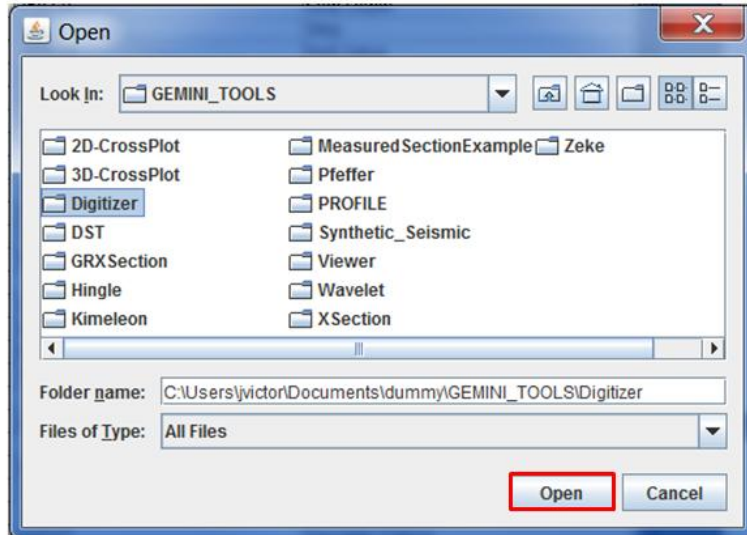 Open
Look In: GEMINI_TOOLS
2D-CrossPlot MeasuredSectionExample Zeke
3D-CrossPlot Pfeffer
Digitizer PROFILE
DST Synthetic_Seismic
GRXSection Viewer
Hingle Wavelet
Kimeleon XSection
Folder name: C:\Users\jvictor\Documents\dummy\GEMINI_TOOLS\Digitizer
Files of Type: All Files
Open Cancel